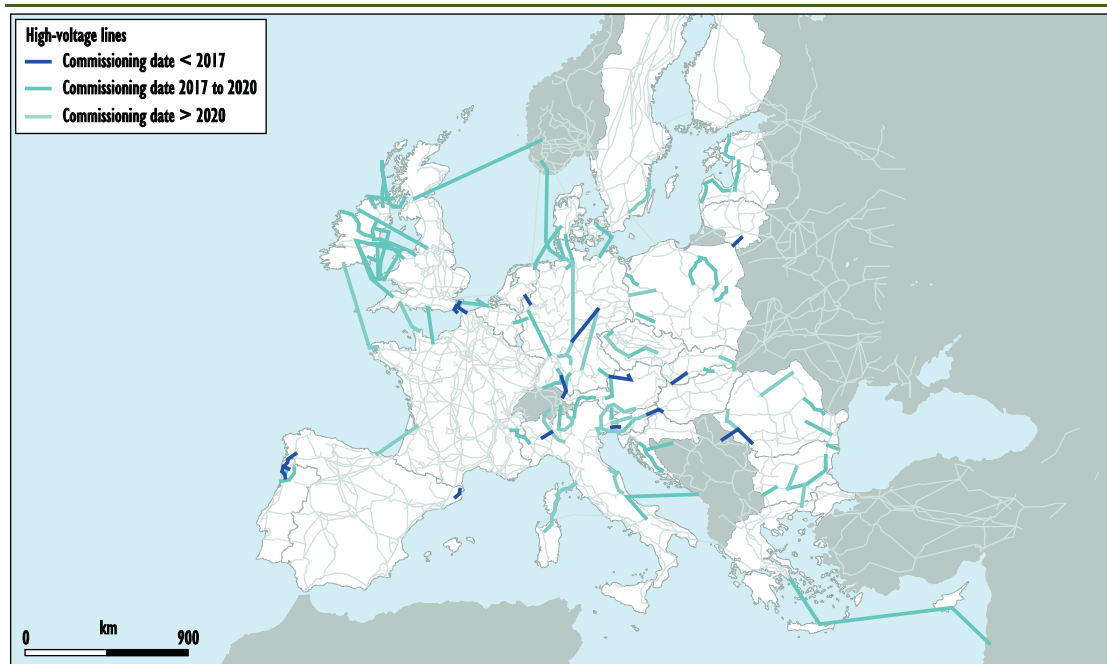 High-voltage lines
Commissioning date < 2017
Commissioning date 2017 to 2020
Commissioning date > 2020
km
0 900